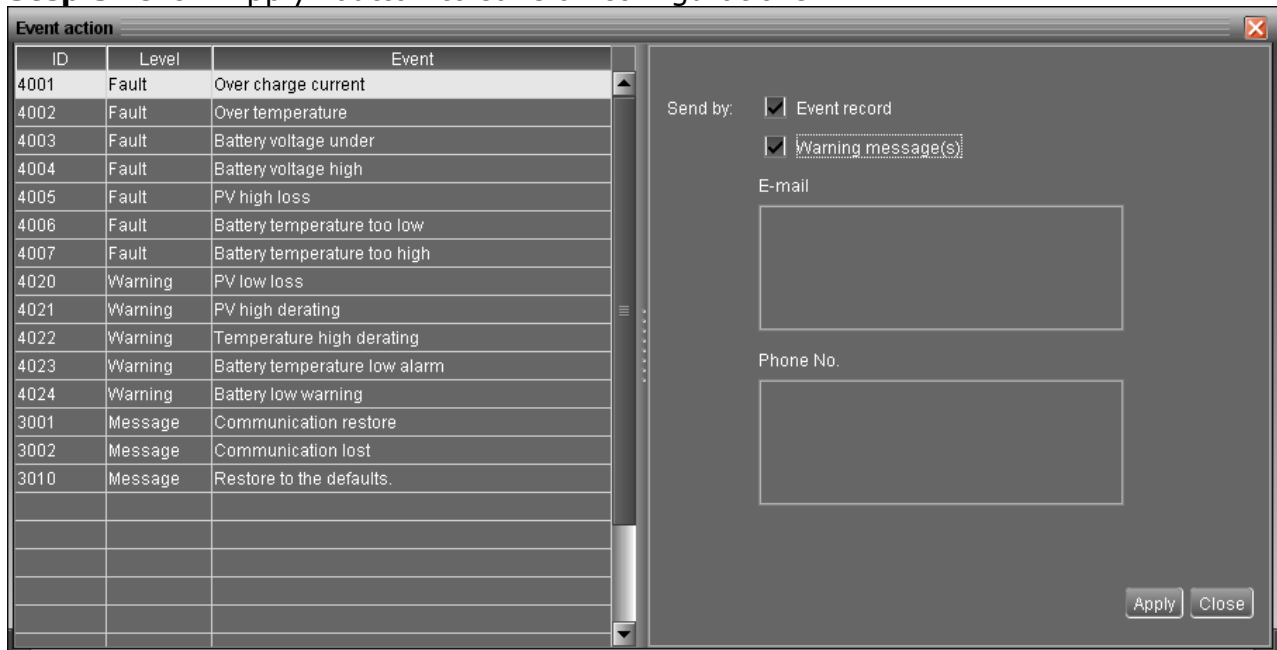 Event action
ID Level Event
4001 Fault Over charge current
4002 Fault Over temperature
4003 Fault Battery voltage under
4004 Fault Battery voltage high
4005 Fault PV high loss
4006 Fault Battery temperature too low
4007 Fault Battery temperature too high
4020 Warning PV low loss
4021 Warning PV high derating
4022 Warning Temperature high derating
4023 Warning Battery temperature low alarm
4024 Warning Battery low warning
3001 Message Communication restore
3002 Message Communication lost
3010 Message Restore to the defaults.
Send by: Event record
Warning message(s)
E-mail
Phone No.
Apply Close